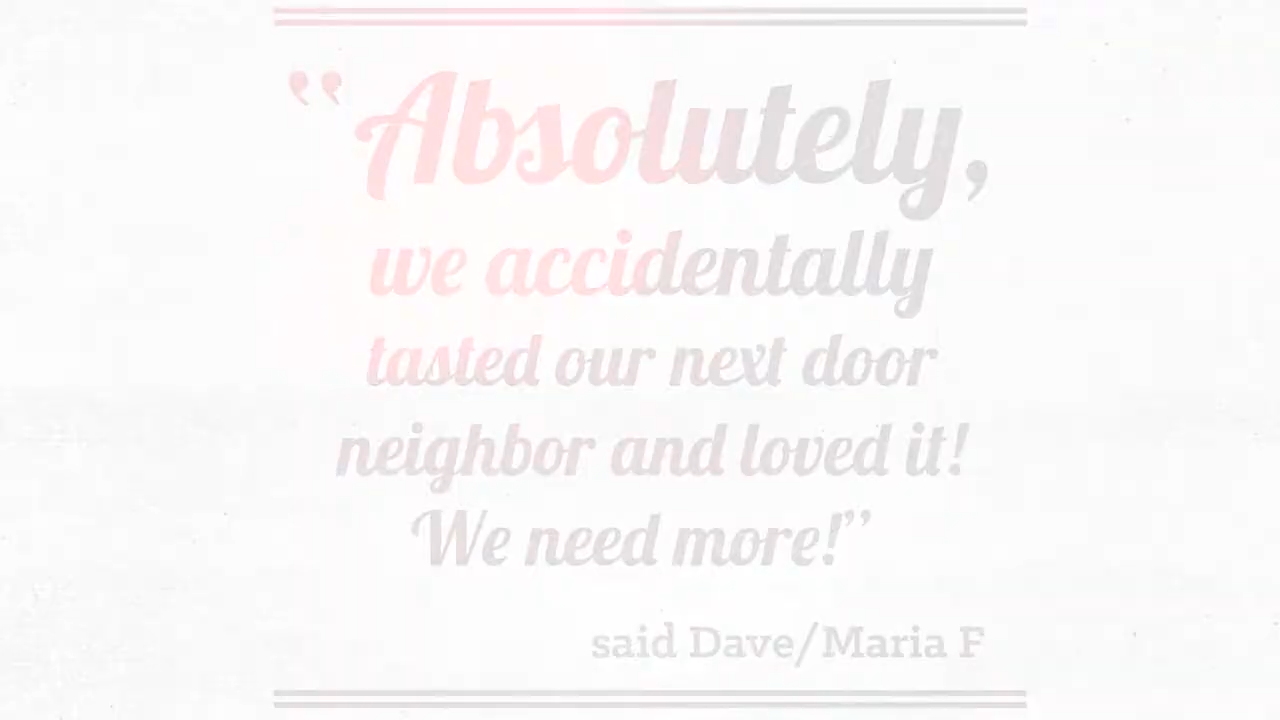 “Absolutely,
we accidentally
tasted our next door
neighbor and loved it!
We need more!”
said Dave/Maria F